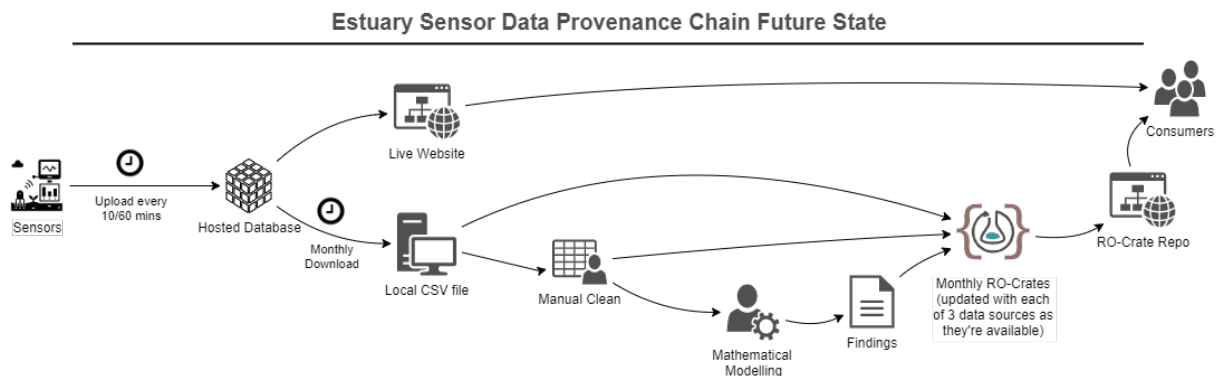 Estuary Sensor Data Provenance Chain Future State
Consumers
Live Website
Upload every
10/60 mins
Sensors
Hosted Database
Monthly
Download
Local CSV file
Manual Clean
RO-Crate Repo
Monthly RO-Crates
(updated with each
of 3 data sources as
they're available)
Findings
Mathematical
Modelling